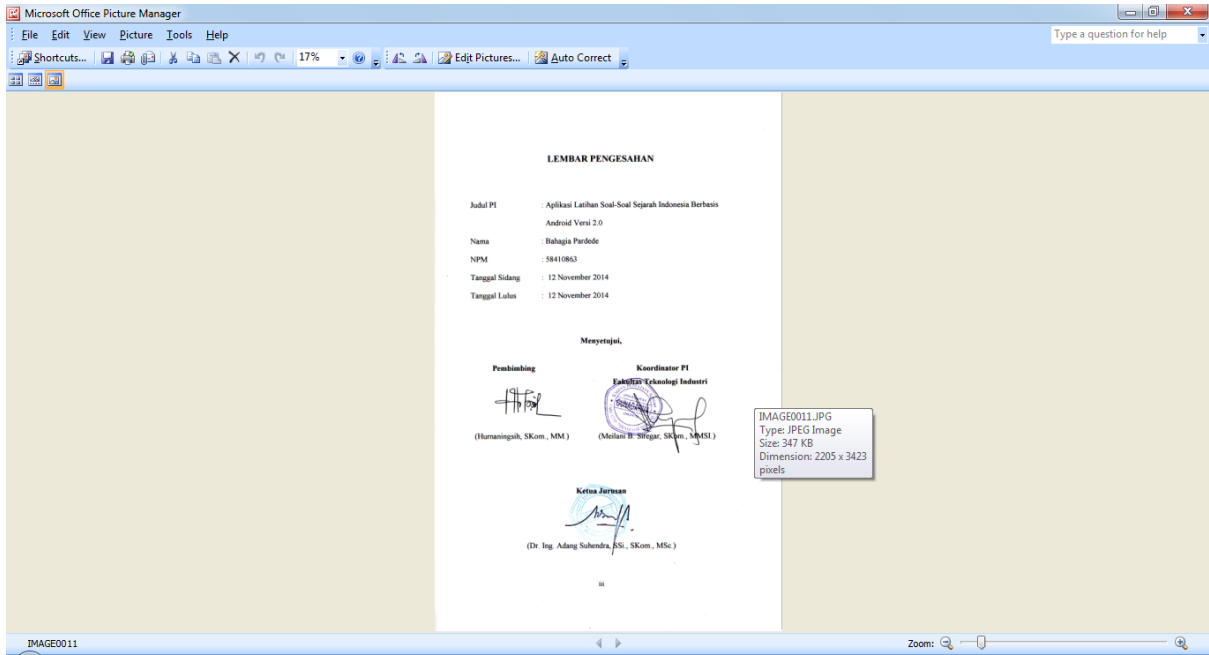 Microsoft Office Picture Manager
File Edit View Picture Tools Help
Type a question for help
Shortcuts... 17% Edit Pictures... Auto Correct
LEMBAR PENGESAHAN
Judul PI : Aplikasi Latihan Soal-Soal Sejarah Indonesia Berbasis
Android Versi 2.0
Nama : Bahagia Pardede
NPM : 58410863
Tanggal Sidang : 12 November 2014
Tanggal Lulus : 12 November 2014
Menyetujui,
Pembimbing Koordinator PI
Fakultas Teknologi Industri
(Hurnaningsih, SKom., MM.) (Meilani B. Siregar, SKom., MMSI.)
IMAGE0011.JPG
Type: JPEG Image
Size: 347 KB
Dimension: 2205 x 3423
pixels
Ketua Jurusan
(Dr. Ing. Adang Suhendra, SSi., SKom., MSc.)
iii
IMAGE0011 Zoom: